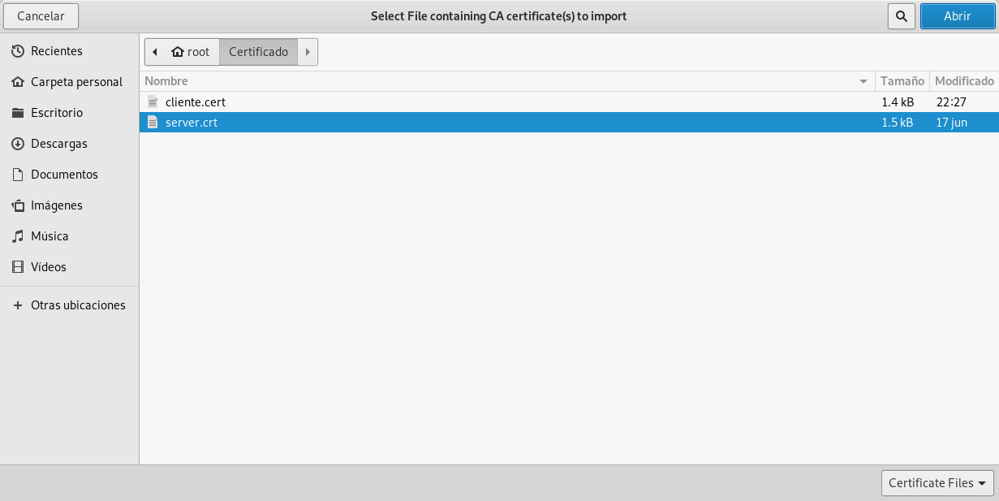 Cancelar
Select File containing CA certificate(s) to import
Abrir
Recientes
Carpeta personal
Escritorio
Descargas
Documentos
Imágenes
Música
Vídeos
Otras ubicaciones
root Certificado
Nombre Tamaño Modificado
cliente.cert 1.4 kB 22:27
server.crt 1.5 kB 17 jun
Certificate Files